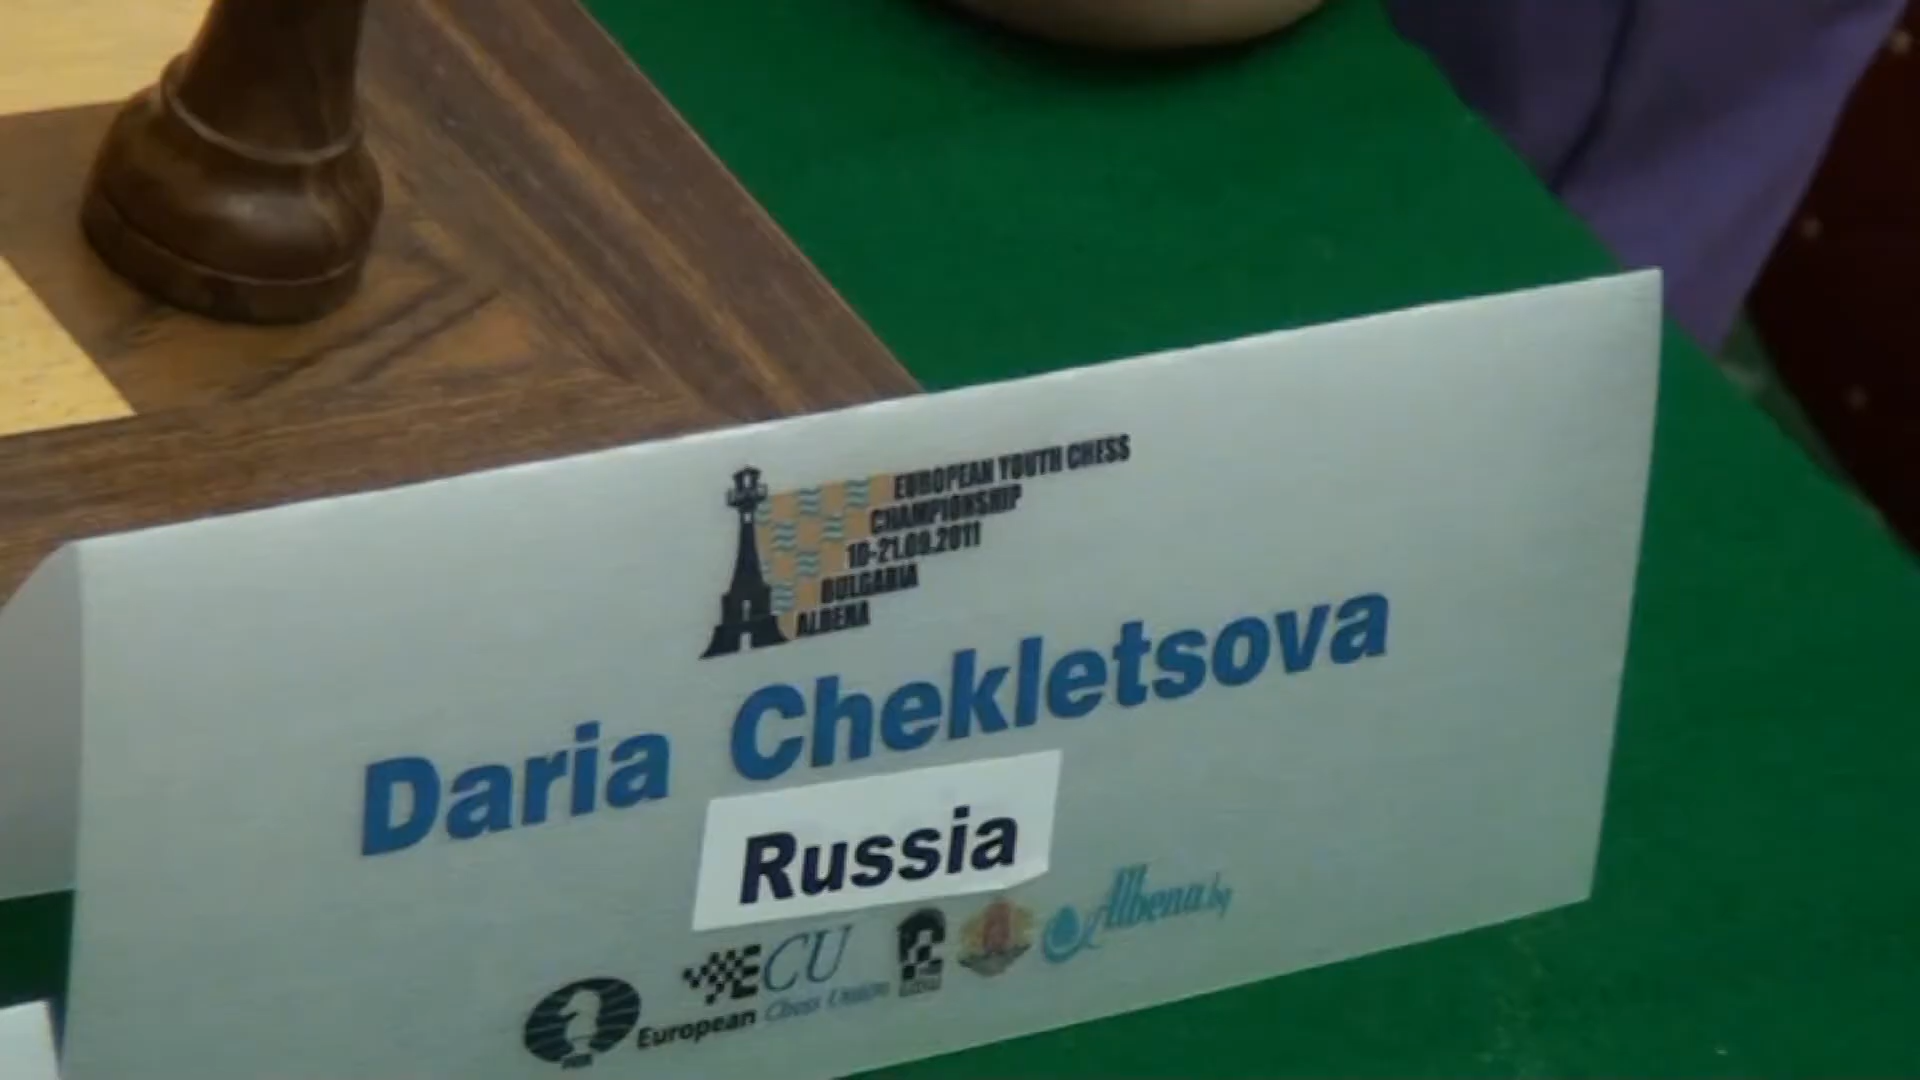 EUROPEAN YOUTH CHESS
CHAMPIONSHIP
10-21.09.2011
BULGARIA
ALBENA
Daria Chekletsova
Russia
ECU
European Chess Union
Albena.bg